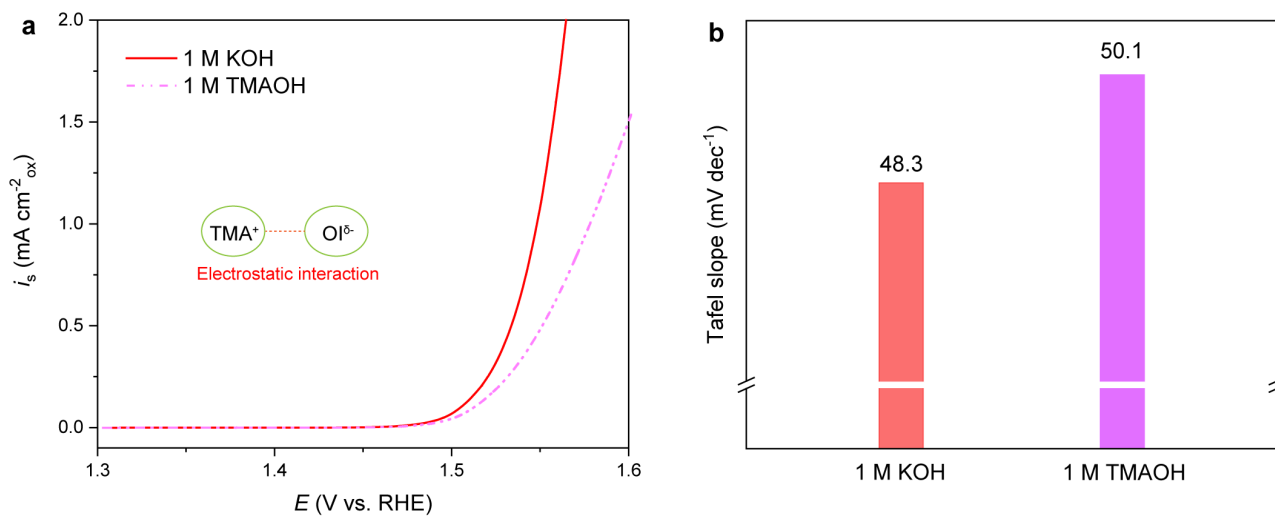 a
2.0
1.5
1.0
0.5
0.0
1 M KOH
1 M TMAOH
TMA⁺ OI^δ-
Electrostatic interaction
i_s (mA cm⁻²_ox)
1.3 1.4 1.5 1.6
E (V vs. RHE)
b
50.1
48.3
Tafel slope (mV dec⁻¹)
1 M KOH 1 M TMAOH